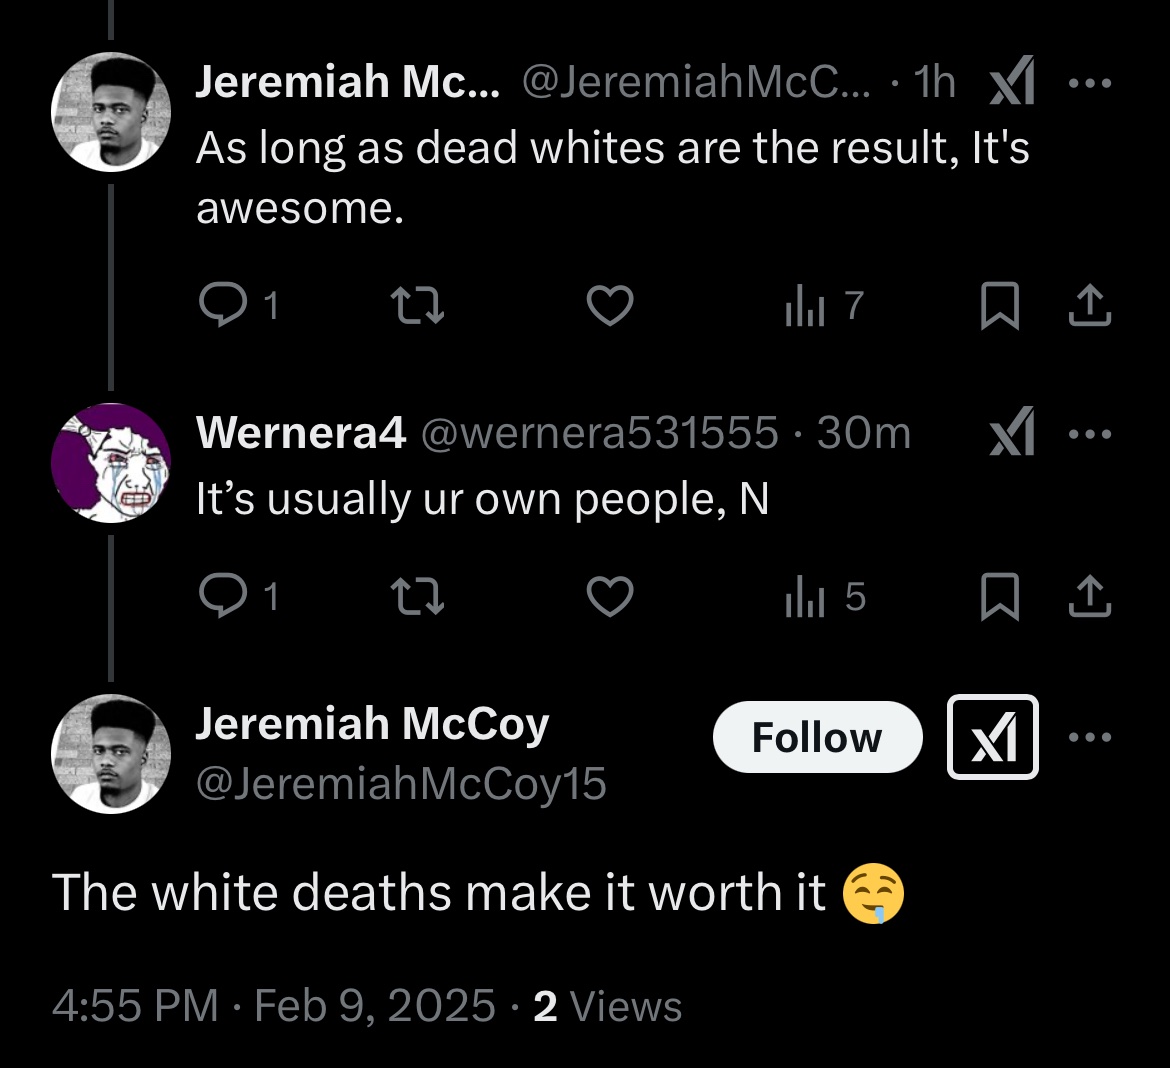 Jeremiah Mc... @JeremiahMcC... · 1h
As long as dead whites are the result, It's
awesome.
1 7
Wernera4 @wernera531555 · 30m
It’s usually ur own people, N
1 5
Jeremiah McCoy
Follow
@JeremiahMcCoy15
The white deaths make it worth it 🤤
4:55 PM · Feb 9, 2025 · 2 Views